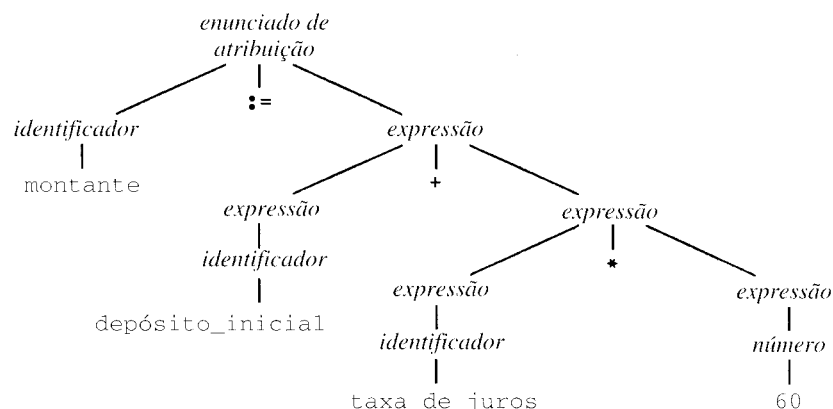 enunciado de
atribuição
:=
identificador
expressão
montante
+
expressão
expressão
identificador
*
expressão
expressão
depósito_inicial
identificador
número
taxa de juros
60